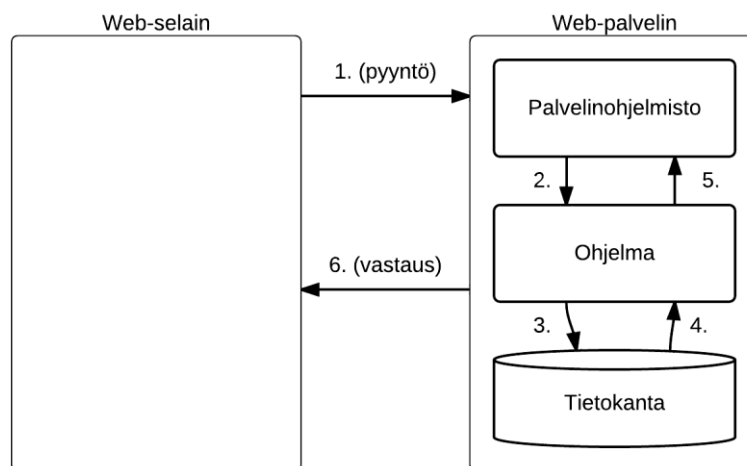 Web-selain
Web-palvelin
1. (pyyntö)
Palvelinohjelmisto
2.
5.
Ohjelma
6. (vastaus)
3.
4.
Tietokanta